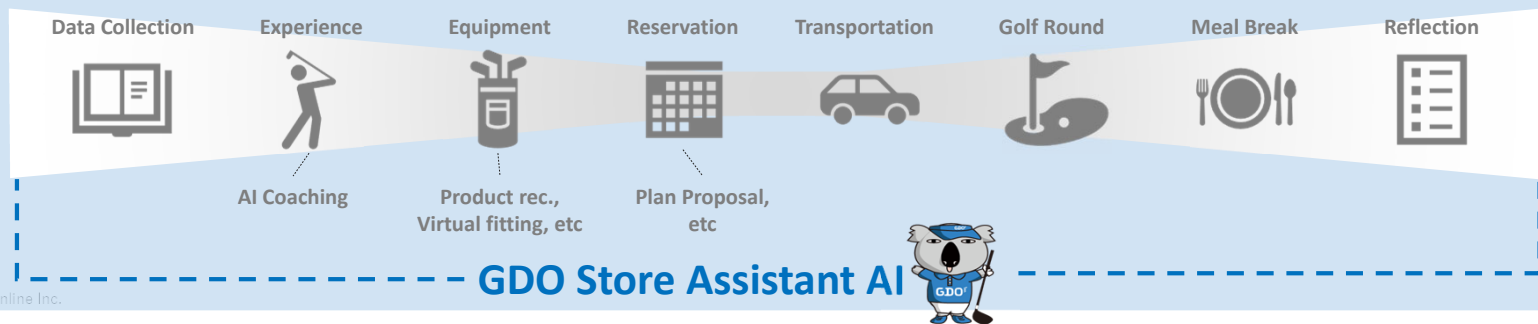 Data Collection
Experience
Equipment
Reservation
Transportation
Golf Round
Meal Break
Reflection
AI Coaching
Product rec.,
Virtual fitting, etc
Plan Proposal,
etc
GDO Store Assistant AI
GDO
nline Inc.